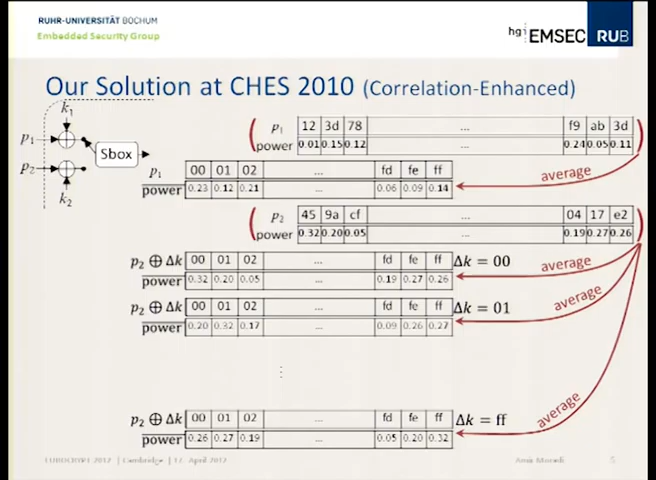 RUHR-UNIVERSITÄT BOCHUM
Embedded Security Group
hgi EMSEC RUB
Our Solution at CHES 2010 (Correlation-Enhanced)
k₁
p₁
Sbox
p₂
k₂
p₁ 12 3d 78 ... f9 ab 3d
power 0.01 0.15 0.12 ... 0.24 0.05 0.11
average
p₁ 00 01 02 ... fd fe ff
power 0.23 0.12 0.21 ... 0.06 0.09 0.14
p₂ 45 9a cf ... 04 17 e2
power 0.32 0.20 0.05 ... 0.19 0.27 0.26
p₂ ⊕ Δk 00 01 02 ... fd fe ff Δk = 00 average
power 0.32 0.20 0.05 ... 0.19 0.27 0.26
p₂ ⊕ Δk 00 01 02 ... fd fe ff Δk = 01 average
power 0.20 0.32 0.17 ... 0.09 0.26 0.27
⋮
p₂ ⊕ Δk 00 01 02 ... fd fe ff Δk = ff average
power 0.26 0.27 0.19 ... 0.05 0.20 0.32
EUROCRYPT 2012 | Cambridge | 17. April 2012 Amir Moradi 5